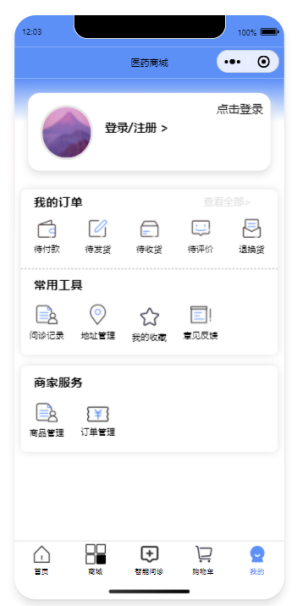 12:03 100%
医药商城
点击登录
登录/注册 >
我的订单 查看全部»
待付款 待发货 待收货 待评价 退换货
常用工具
问诊记录 地址管理 我的收藏 意见反馈
商家服务
商品管理 订单管理
首页 商城 智能问诊 购物车 我的